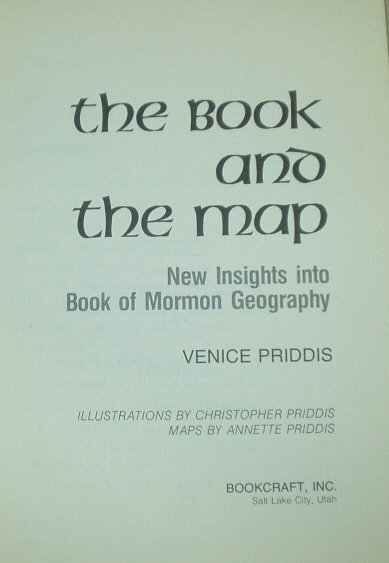 the Book
and
the map
New Insights into
Book of Mormon Geography
VENICE PRIDDIS
ILLUSTRATIONS BY CHRISTOPHER PRIDDIS
MAPS BY ANNETTE PRIDDIS
BOOKCRAFT, INC.
Salt Lake City, Utah